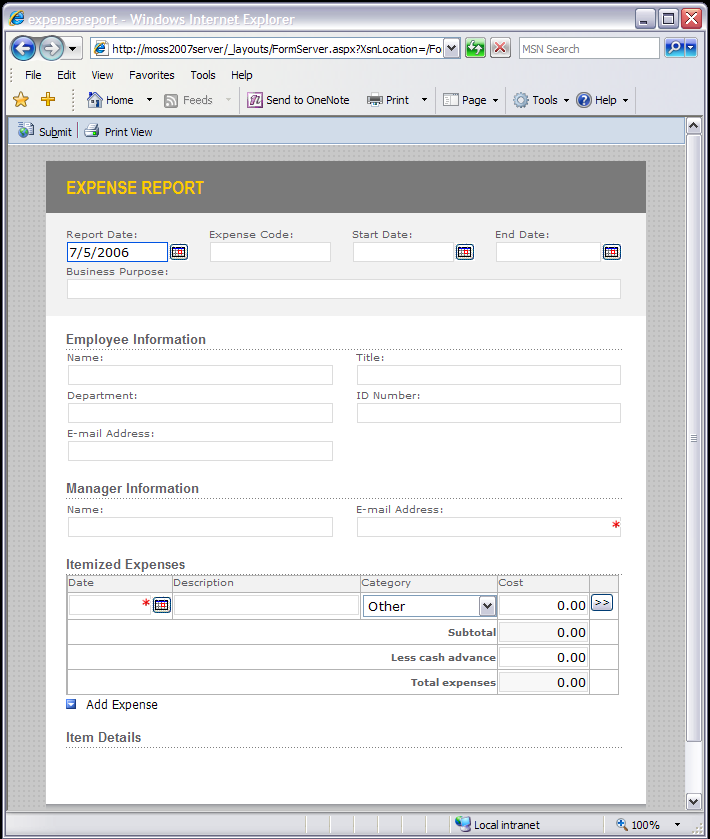 expensereport - Windows Internet Explorer
http://moss2007server/_layouts/FormServer.aspx?XsnLocation=/Fo
MSN Search
File Edit View Favorites Tools Help
Home Feeds Send to OneNote Print Page Tools Help
Submit Print View
EXPENSE REPORT
Report Date: Expense Code: Start Date: End Date:
7/5/2006
Business Purpose:
Employee Information
Name: Title:
Department: ID Number:
E-mail Address:
Manager Information
Name: E-mail Address:
*
Itemized Expenses
Date Description Category Cost
* Other 0.00 >>
Subtotal 0.00
Less cash advance 0.00
Total expenses 0.00
Add Expense
Item Details
Local intranet 100%